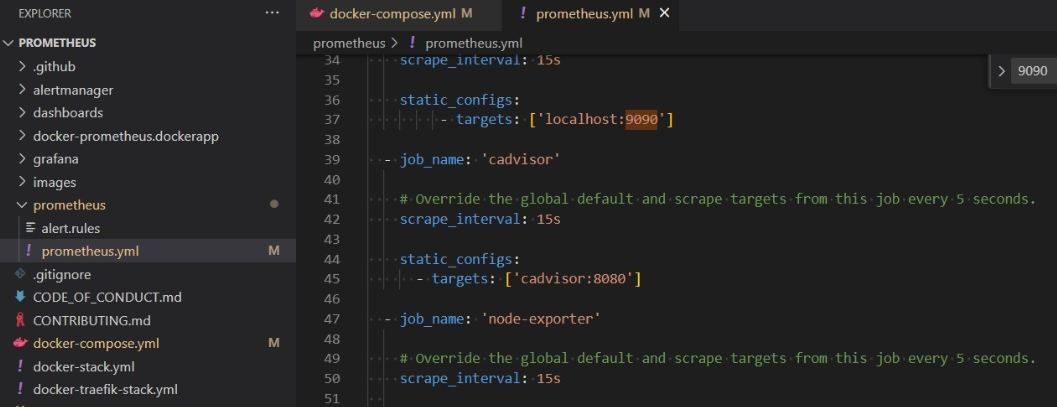 EXPLORER ···
PROMETHEUS
.github
alertmanager
dashboards
docker-prometheus.dockerapp
grafana
images
prometheus
alert.rules
prometheus.yml M
.gitignore
CODE_OF_CONDUCT.md
CONTRIBUTING.md
docker-compose.yml M
docker-stack.yml
docker-traefik-stack.yml
docker-compose.yml M
prometheus.yml M
prometheus > prometheus.yml
9090
34 scrape_interval: 15s
35
36 static_configs:
37 - targets: ['localhost:9090']
38
39 - job_name: 'cadvisor'
40
41 # Override the global default and scrape targets from this job every 5 seconds.
42 scrape_interval: 15s
43
44 static_configs:
45 - targets: ['cadvisor:8080']
46
47 - job_name: 'node-exporter'
48
49 # Override the global default and scrape targets from this job every 5 seconds.
50 scrape_interval: 15s
51